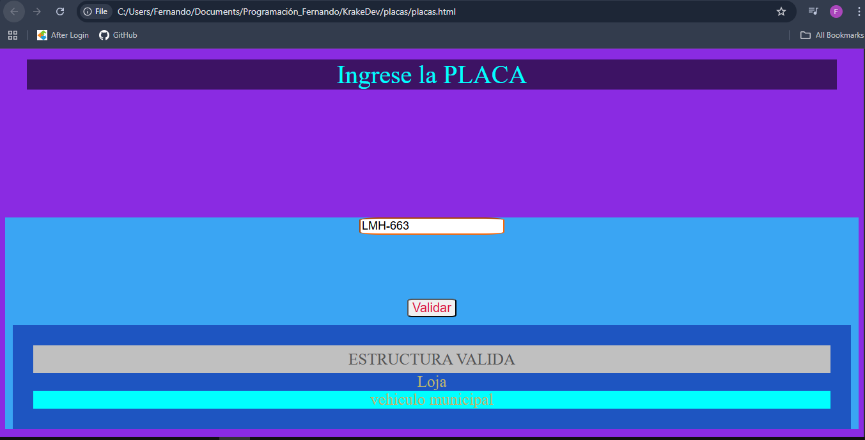 File C:/Users/Fernando/Documents/Programación_Fernando/KrakeDev/placas/placas.html F
After Login GitHub All Bookmarks
Ingrese la PLACA
LMH-663
Validar
ESTRUCTURA VALIDA
Loja
vehiculo municipal